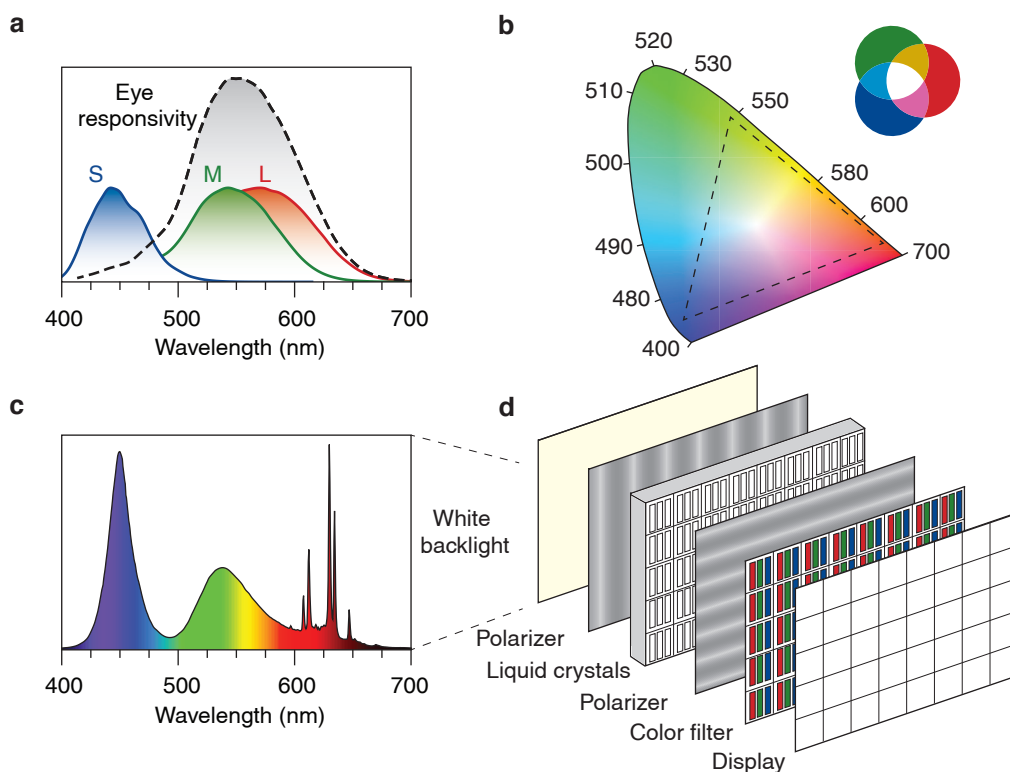 a
Eye
responsivity
S
M
L
400
500
600
700
Wavelength (nm)
b
520
530
510
550
500
580
600
490
700
480
400
c
400
500
600
700
Wavelength (nm)
White
backlight
d
Polarizer
Liquid crystals
Polarizer
Color filter
Display